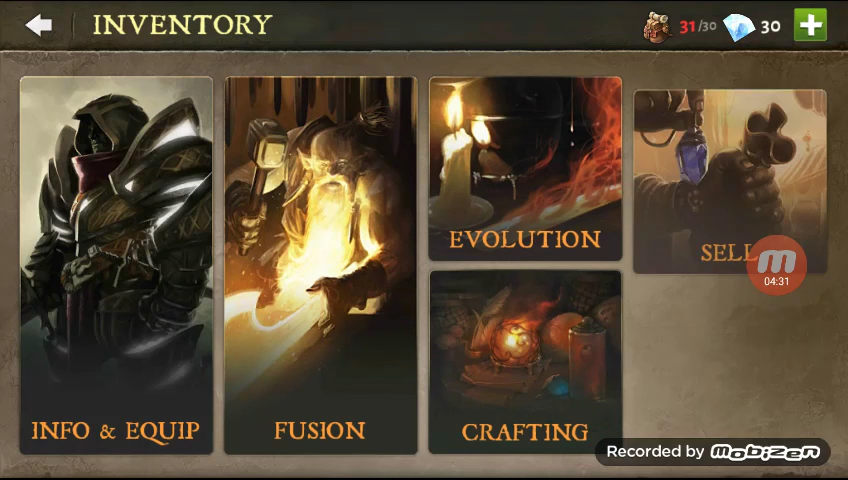 INVENTORY
31/30
30
INFO & EQUIP
FUSION
EVOLUTION
CRAFTING
SELL
04:31
Recorded by Mobizen